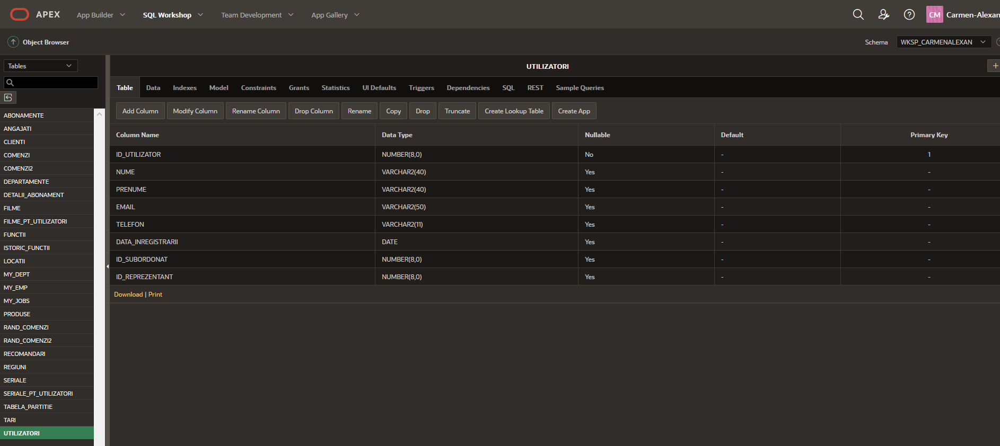 APEX App Builder SQL Workshop Team Development App Gallery CM Carmen-Alexan
Object Browser Schema WKSP_CARMENALEXAN
Tables
UTILIZATORI
Table Data Indexes Model Constraints Grants Statistics UI Defaults Triggers Dependencies SQL REST Sample Queries
Add Column Modify Column Rename Column Drop Column Rename Copy Drop Truncate Create Lookup Table Create App
ABONAMENTE
ANGAJATI
CLIENTI
COMENZI
COMENZI2
DEPARTAMENTE
DETALII_ABONAMENT
FILME
FILME_PT_UTILIZATORI
FUNCTII
ISTORIC_FUNCTII
LOCATII
MY_DEPT
MY_EMP
MY_JOBS
PRODUSE
RAND_COMENZI
RAND_COMENZI2
RECOMANDARI
REGIUNI
SERIALE
SERIALE_PT_UTILIZATORI
TABELA_PARTITIE
TARI
UTILIZATORI
Column Name Data Type Nullable Default Primary Key
ID_UTILIZATOR NUMBER(8,0) No - 1
NUME VARCHAR2(40) Yes - -
PRENUME VARCHAR2(40) Yes - -
EMAIL VARCHAR2(50) Yes - -
TELEFON VARCHAR2(11) Yes - -
DATA_INREGISTRARII DATE Yes - -
ID_SUBORDONAT NUMBER(8,0) Yes - -
ID_REPREZENTANT NUMBER(8,0) Yes - -
Download | Print